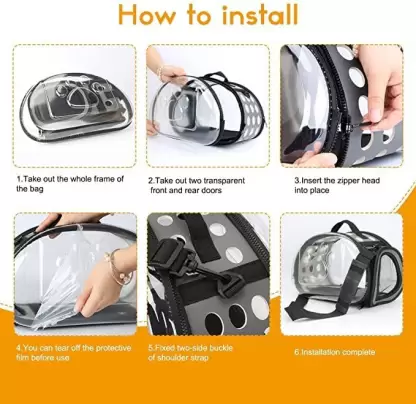 How to install
1.Take out the whole frame of
the bag
2.Take out two transparent
front and rear doors
3.Insert the zipper head
into place
4.You can tear off the protective
film before use
5.Fixed two-side buckle
of shoulder strap
6.Installation complete